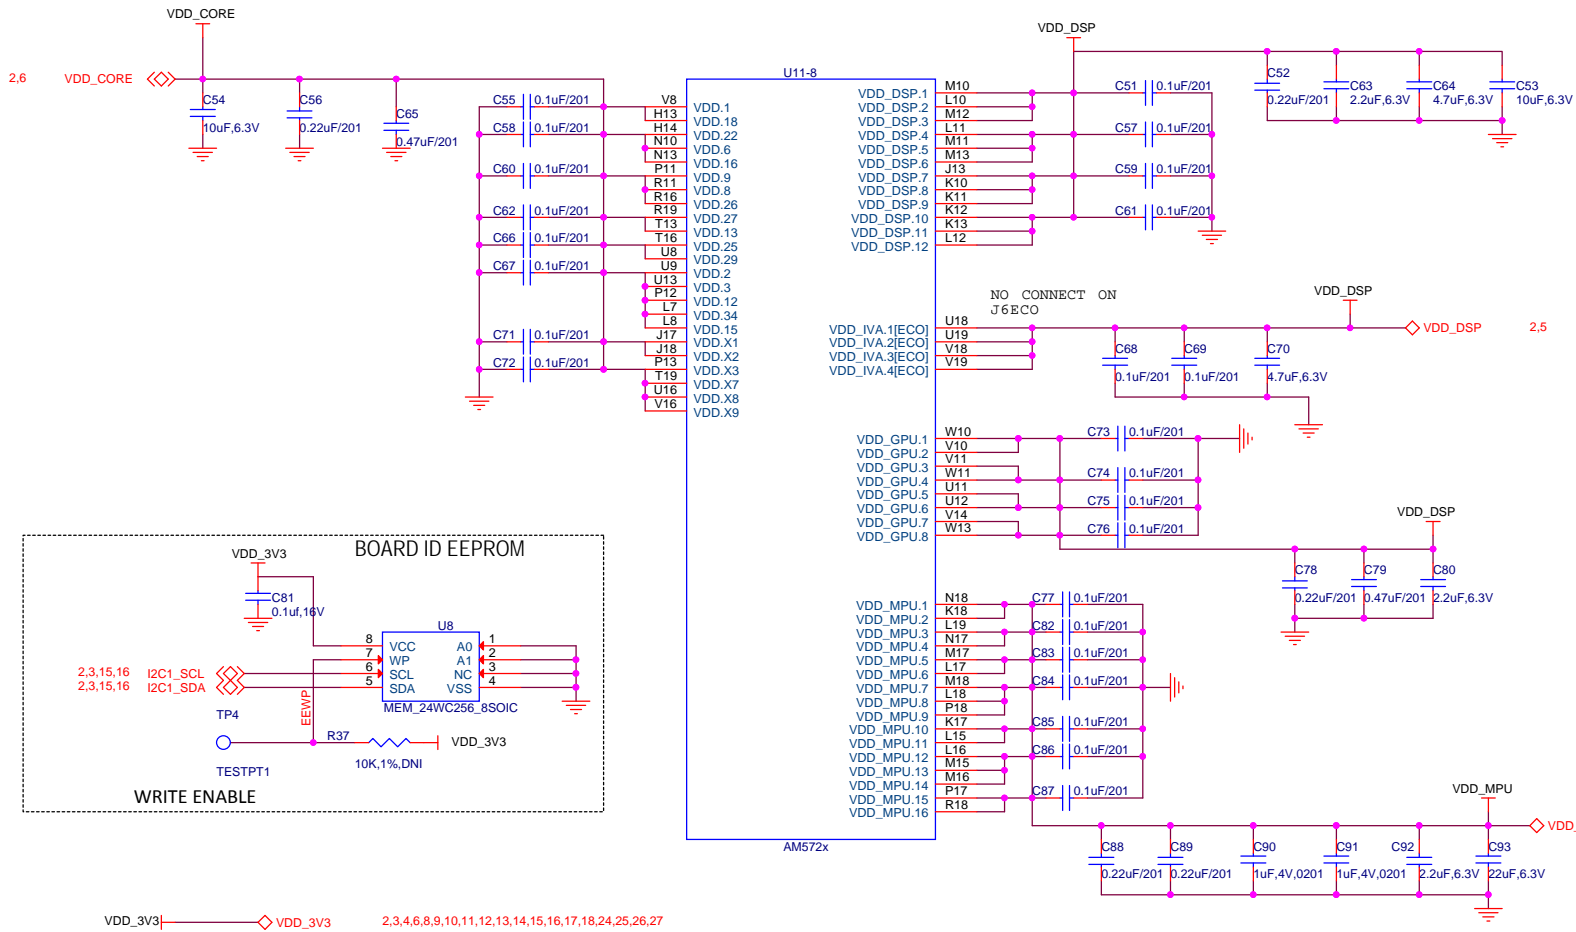 VDD_CORE
2,6 VDD_CORE
C54
10uF,6.3V
C56
0.22uF/201
C65
0.47uF/201
C55 0.1uF/201
C58 0.1uF/201
C60 0.1uF/201
C62 0.1uF/201
C66 0.1uF/201
C67 0.1uF/201
C71 0.1uF/201
C72 0.1uF/201
U11-8
V8 VDD.1
H13 VDD.18
H14 VDD.22
N10 VDD.6
N13 VDD.16
P11 VDD.9
R11 VDD.8
R16 VDD.26
R19 VDD.27
T13 VDD.13
T16 VDD.25
U8 VDD.29
U9 VDD.2
U13 VDD.3
P12 VDD.12
L7 VDD.34
L8 VDD.15
J17 VDD.X1
J18 VDD.X2
P13 VDD.X3
T19 VDD.X7
U16 VDD.X8
V16 VDD.X9
VDD_DSP.1 M10
VDD_DSP.2 L10
VDD_DSP.3 M12
VDD_DSP.4 L11
VDD_DSP.5 M11
VDD_DSP.6 M13
VDD_DSP.7 J13
VDD_DSP.8 K10
VDD_DSP.9 K11
VDD_DSP.10 K12
VDD_DSP.11 K13
VDD_DSP.12 L12
VDD_DSP
C51 0.1uF/201
C57 0.1uF/201
C59 0.1uF/201
C61 0.1uF/201
C52
0.22uF/201
C63
2.2uF,6.3V
C64
4.7uF,6.3V
C53
10uF,6.3V
NO CONNECT ON
J6ECO
VDD_IVA.1[ECO] U18
VDD_IVA.2[ECO] U19
VDD_IVA.3[ECO] V18
VDD_IVA.4[ECO] V19
VDD_DSP
VDD_DSP 2,5
C68
0.1uF/201
C69
0.1uF/201
C70
4.7uF,6.3V
VDD_GPU.1 W10
VDD_GPU.2 V10
VDD_GPU.3 V11
VDD_GPU.4 W11
VDD_GPU.5 U11
VDD_GPU.6 U12
VDD_GPU.7 V14
VDD_GPU.8 W13
C73 0.1uF/201
C74 0.1uF/201
C75 0.1uF/201
C76 0.1uF/201
VDD_DSP
C78
0.22uF/201
C79
0.47uF/201
C80
2.2uF,6.3V
VDD_MPU.1 N18
VDD_MPU.2 K18
VDD_MPU.3 L19
VDD_MPU.4 N17
VDD_MPU.5 M17
VDD_MPU.6 L17
VDD_MPU.7 M18
VDD_MPU.8 L18
VDD_MPU.9 P18
VDD_MPU.10 K17
VDD_MPU.11 L15
VDD_MPU.12 L16
VDD_MPU.13 M15
VDD_MPU.14 M16
VDD_MPU.15 P17
VDD_MPU.16 R18
C77 0.1uF/201
C82 0.1uF/201
C83 0.1uF/201
C84 0.1uF/201
C85 0.1uF/201
C86 0.1uF/201
C87 0.1uF/201
AM572x
VDD_MPU
VDD_
C88
0.22uF/201
C89
0.22uF/201
C90
1uF,4V,0201
C91
1uF,4V,0201
C92
2.2uF,6.3V
C93
22uF,6.3V
BOARD ID EEPROM
VDD_3V3
C81
0.1uf,16V
U8
8 VCC A0 1
7 WP A1 2
6 SCL NC 3
5 SDA VSS 4
MEM_24WC256_8SOIC
2,3,15,16 I2C1_SCL
2,3,15,16 I2C1_SDA
EEWP
TP4
TESTPT1
R37
10K,1%,DNI
VDD_3V3
WRITE ENABLE
VDD_3V3 VDD_3V3 2,3,4,6,8,9,10,11,12,13,14,15,16,17,18,24,25,26,27